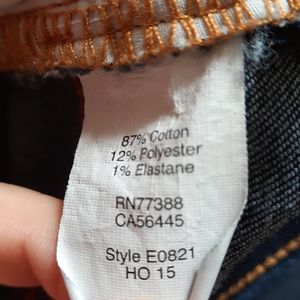 87% Cotton
12% Polyester
1% Elastane
RN77388
CA56445
Style E0821
HO 15